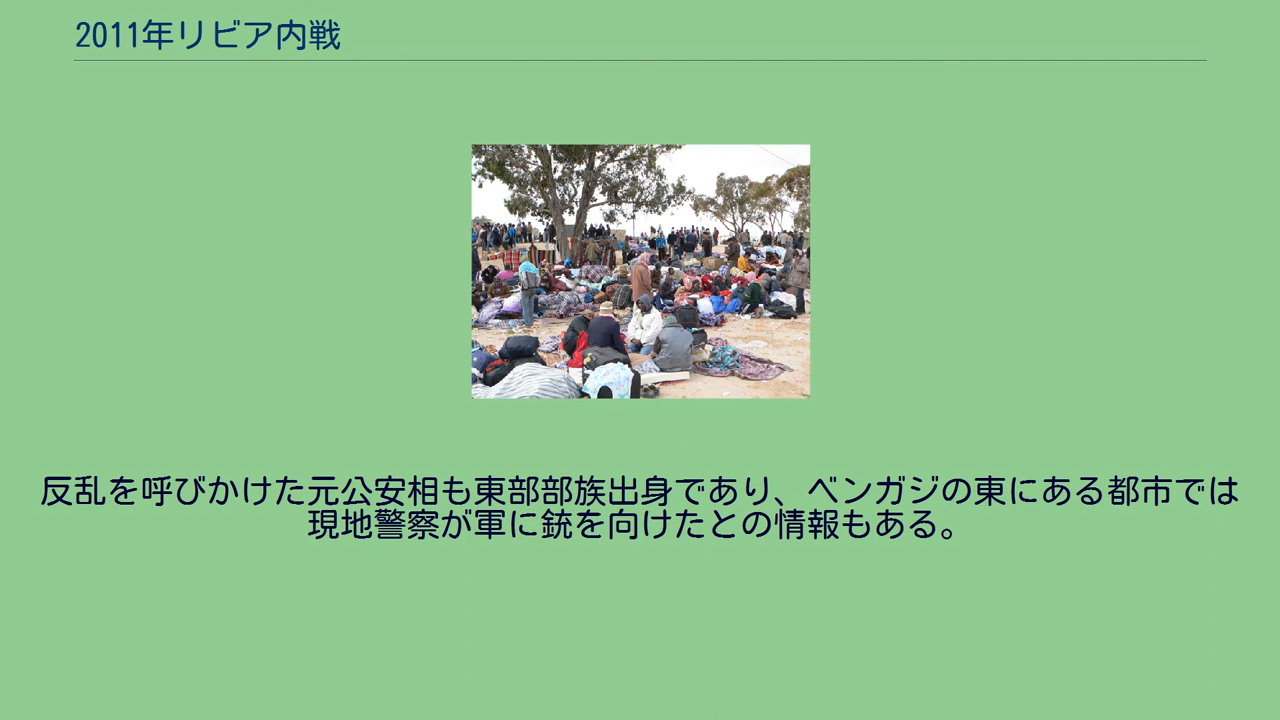 2011年リビア内戦
反乱を呼びかけた元公安相も東部部族出身であり、ベンガジの東にある都市では
現地警察が軍に銃を向けたとの情報もある。